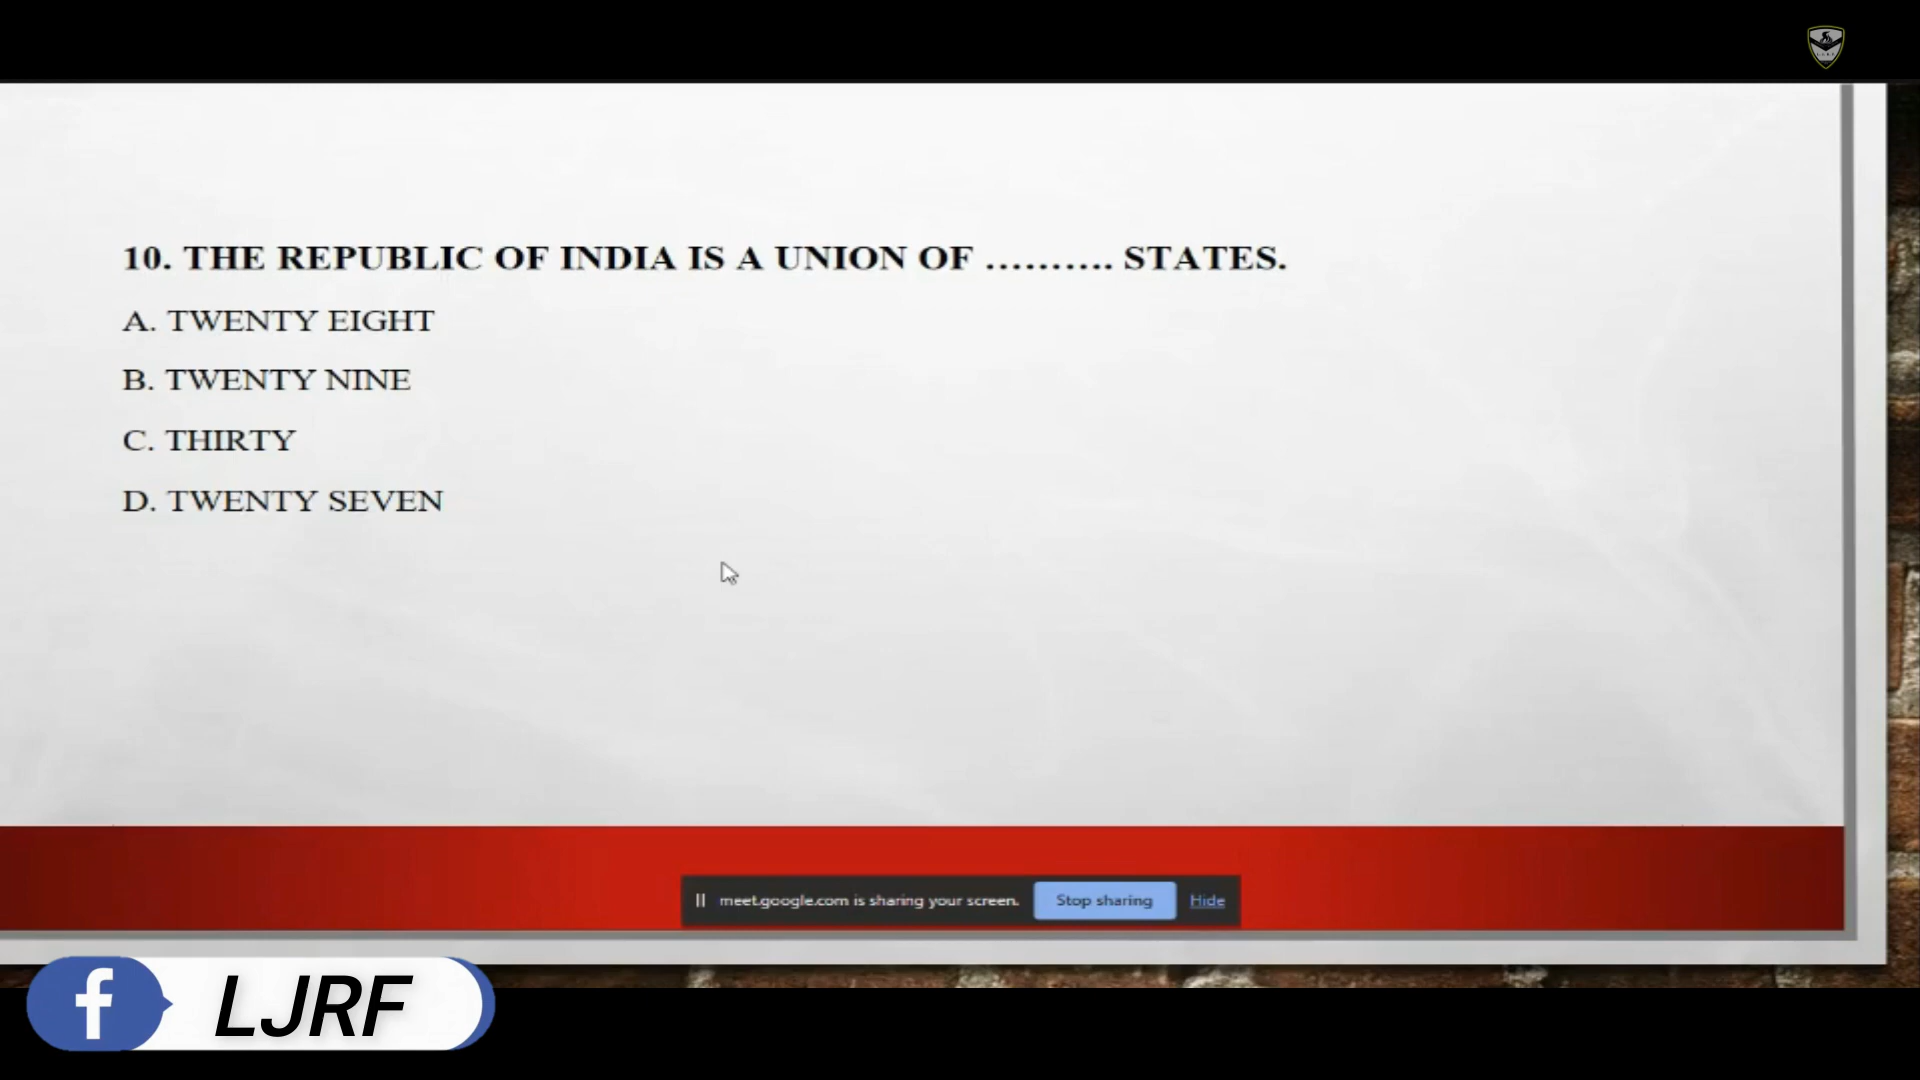 10. THE REPUBLIC OF INDIA IS A UNION OF .......... STATES.
A. TWENTY EIGHT
B. TWENTY NINE
C. THIRTY
D. TWENTY SEVEN
meet.google.com is sharing your screen. Stop sharing Hide
f LJRF